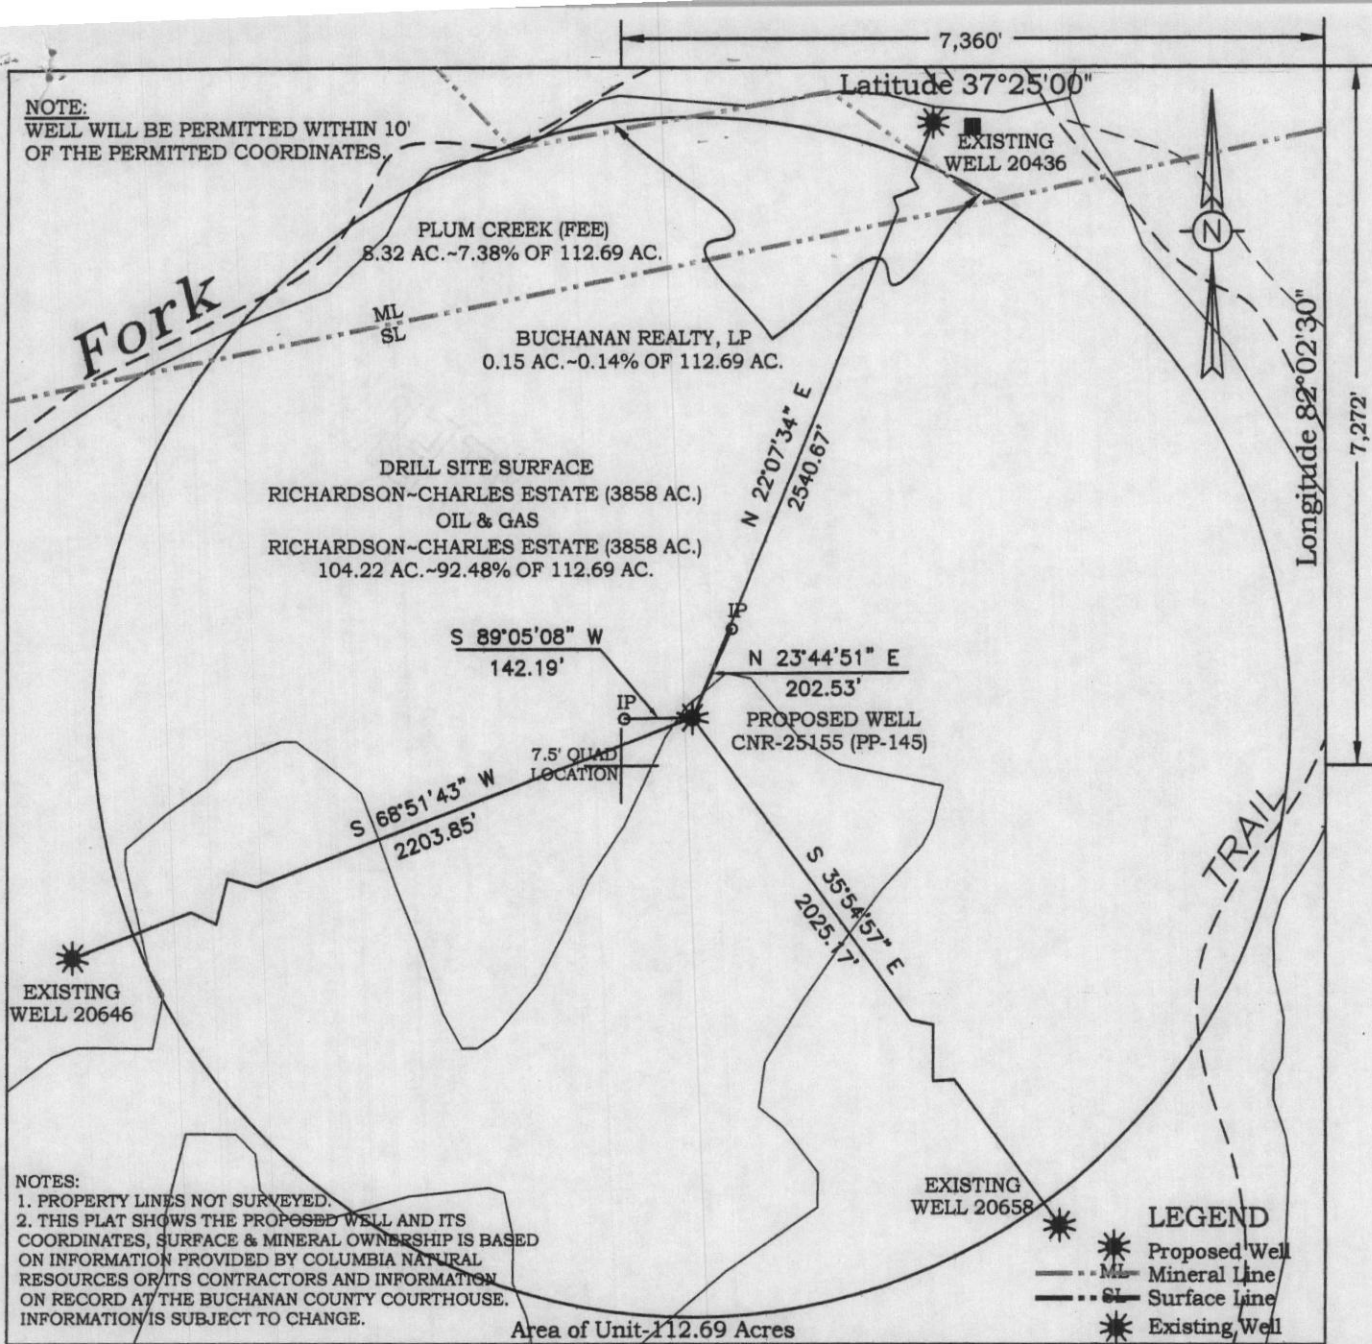 7,360'
Latitude 37°25'00"
NOTE:
WELL WILL BE PERMITTED WITHIN 10'
OF THE PERMITTED COORDINATES.
EXISTING
WELL 20436
N
PLUM CREEK (FEE)
8.32 AC.~7.38% OF 112.69 AC.
Fork
ML
SL
BUCHANAN REALTY, LP
0.15 AC.~0.14% OF 112.69 AC.
Longitude 82°02'30"
7,272'
DRILL SITE SURFACE
RICHARDSON~CHARLES ESTATE (3858 AC.)
OIL & GAS
RICHARDSON~CHARLES ESTATE (3858 AC.)
104.22 AC.~92.48% OF 112.69 AC.
N 22°07'34" E
2540.67'
IP
S 89°05'08" W
142.19'
N 23°44'51" E
202.53'
IP
PROPOSED WELL
CNR-25155 (PP-145)
7.5' QUAD
LOCATION
S 68°51'43" W
2203.85'
S 35°54'57" E
2025.17'
TRAIL
EXISTING
WELL 20646
EXISTING
WELL 20658
NOTES:
1. PROPERTY LINES NOT SURVEYED.
2. THIS PLAT SHOWS THE PROPOSED WELL AND ITS
COORDINATES, SURFACE & MINERAL OWNERSHIP IS BASED
ON INFORMATION PROVIDED BY COLUMBIA NATURAL
RESOURCES OR ITS CONTRACTORS AND INFORMATION
ON RECORD AT THE BUCHANAN COUNTY COURTHOUSE.
INFORMATION IS SUBJECT TO CHANGE.
Area of Unit-112.69 Acres
LEGEND
Proposed Well
ML Mineral Line
SL Surface Line
Existing Well